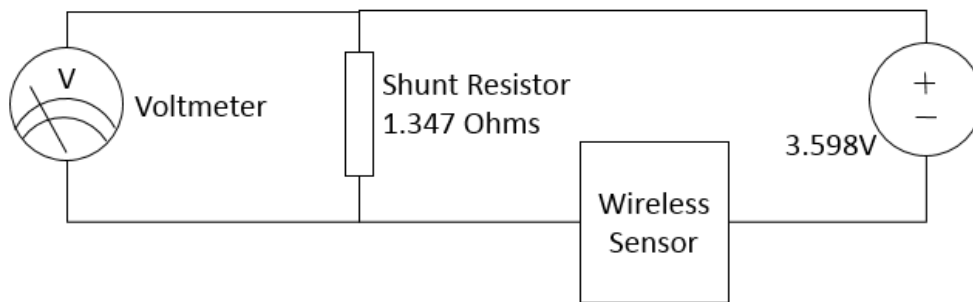 V
Voltmeter
Shunt Resistor
1.347 Ohms
+
−
3.598V
Wireless
Sensor